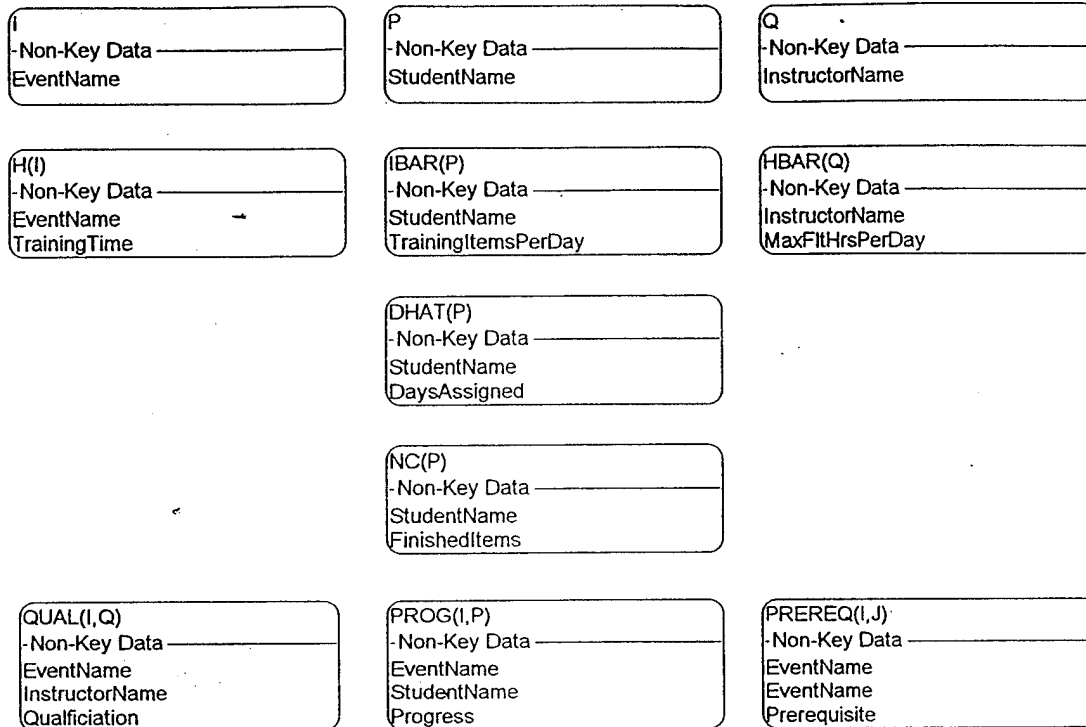 I
-Non-Key Data
EventName
P
-Non-Key Data
StudentName
Q
-Non-Key Data
InstructorName
H(I)
-Non-Key Data
EventName
TrainingTime
IBAR(P)
-Non-Key Data
StudentName
TrainingItemsPerDay
HBAR(Q)
-Non-Key Data
InstructorName
MaxFltHrsPerDay
DHAT(P)
-Non-Key Data
StudentName
DaysAssigned
NC(P)
-Non-Key Data
StudentName
FinishedItems
QUAL(I,Q)
-Non-Key Data
EventName
InstructorName
Qualficiation
PROG(I,P)
-Non-Key Data
EventName
StudentName
Progress
PREREQ(I,J)
-Non-Key Data
EventName
EventName
Prerequisite